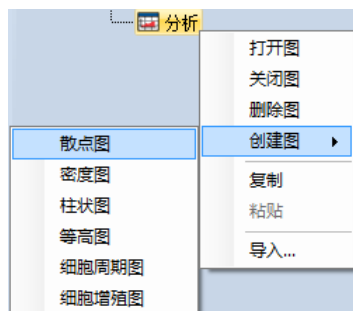 分析
打开图
关闭图
删除图
创建图
复制
粘贴
导入...
散点图
密度图
柱状图
等高图
细胞周期图
细胞增殖图